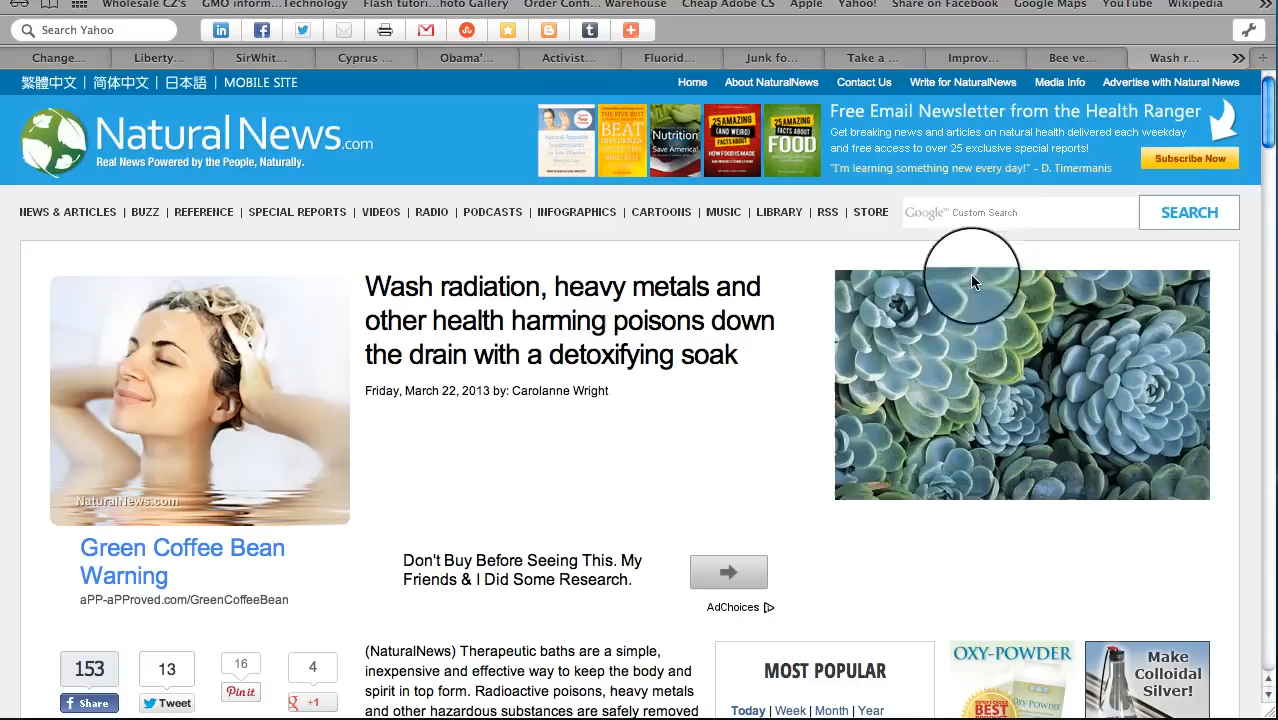 Wholesale CZ's GMO inform...Technology Flash tutori...hoto Gallery Order Confi... Warehouse Cheap Adobe CS Apple Yahoo! Share on Facebook Google Maps YouTube Wikipedia
Search Yahoo
Change... Liberty... SirWhit... Cyprus ... Obama'... Activist... Fluorid... Junk fo... Take a ... Improv... Bee ve... Wash r...
繁體中文 | 简体中文 | 日本語 | MOBILE SITE
Home About NaturalNews Contact Us Write for NaturalNews Media Info Advertise with Natural News
NaturalNews.com
Real News Powered by the People, Naturally.
BEAT
Nutrition
Save America!
25 AMAZING
(AND WEIRD)
FACTS ABOUT
25 AMAZING
FACTS ABOUT
FOOD
Free Email Newsletter from the Health Ranger
Get breaking news and articles on natural health delivered each weekday
and free access to over 25 exclusive special reports!
"I'm learning something new every day!" - D. Timermanis
Subscribe Now
NEWS & ARTICLES | BUZZ | REFERENCE | SPECIAL REPORTS | VIDEOS | RADIO | PODCASTS | INFOGRAPHICS | CARTOONS | MUSIC | LIBRARY | RSS | STORE
Google™ Custom Search
SEARCH
Wash radiation, heavy metals and
other health harming poisons down
the drain with a detoxifying soak
Friday, March 22, 2013 by: Carolanne Wright
NaturalNews.com
Green Coffee Bean
Warning
aPP-aPProved.com/GreenCoffeeBean
Don't Buy Before Seeing This. My
Friends & I Did Some Research.
AdChoices
153 13 16 4
Share Tweet Pin it +1
(NaturalNews) Therapeutic baths are a simple,
inexpensive and effective way to keep the body and
spirit in top form. Radioactive poisons, heavy metals
and other hazardous substances are safely removed
MOST POPULAR
Today | Week | Month | Year
OXY-POWDER
BEST
Make
Colloidal
Silver!